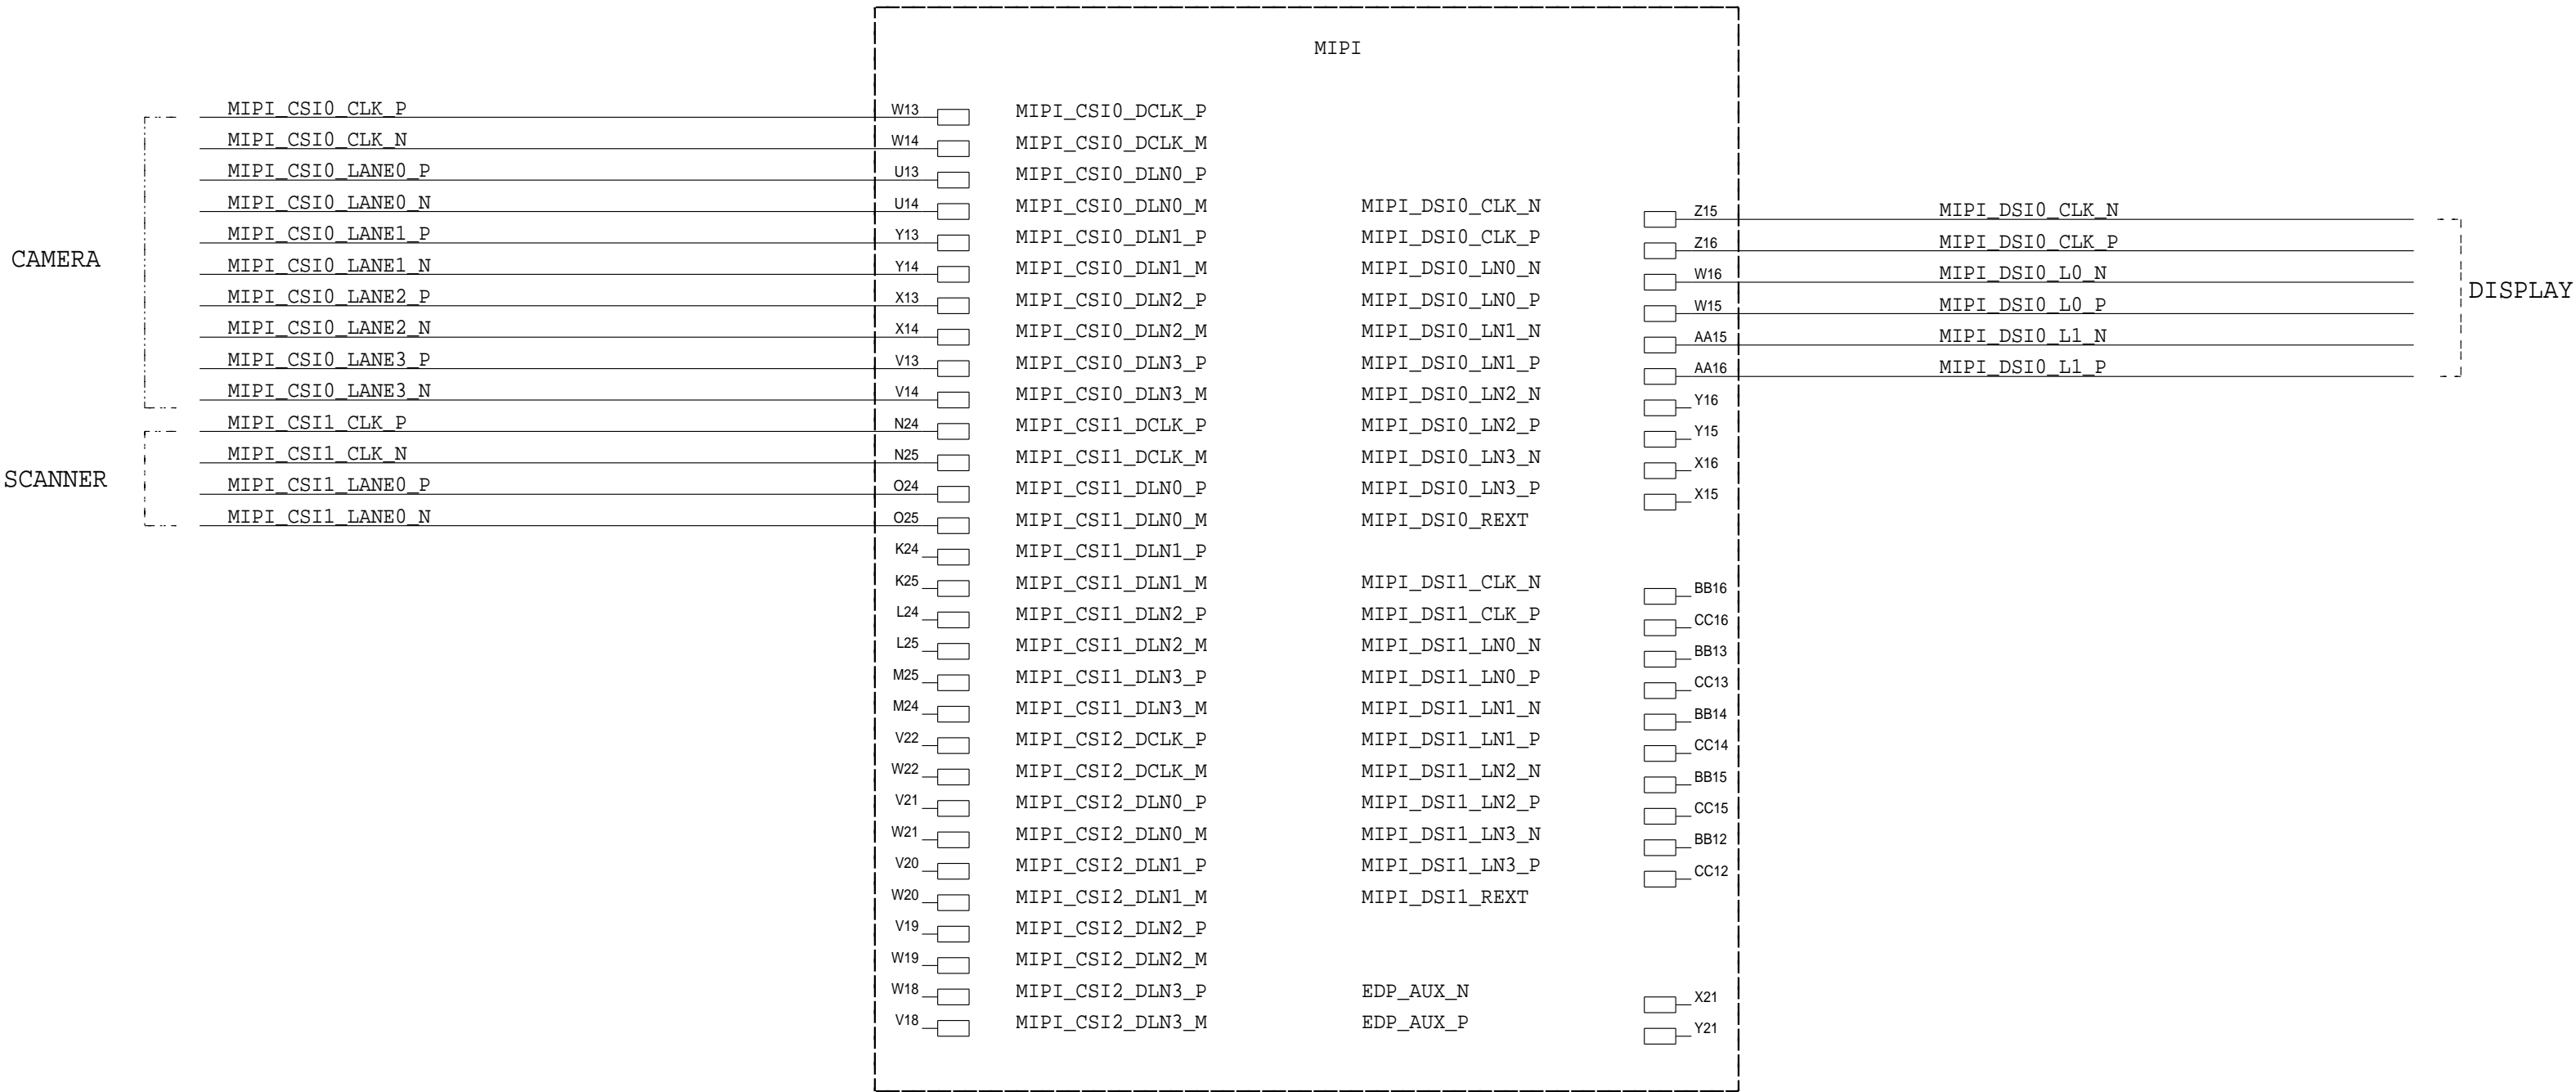 MIPI
MIPI_CSI0_CLK_P W13 MIPI_CSI0_DCLK_P
MIPI_CSI0_CLK_N W14 MIPI_CSI0_DCLK_M
MIPI_CSI0_LANE0_P U13 MIPI_CSI0_DLN0_P
MIPI_CSI0_LANE0_N U14 MIPI_CSI0_DLN0_M MIPI_DSI0_CLK_N Z15 MIPI_DSI0_CLK_N
MIPI_CSI0_LANE1_P Y13 MIPI_CSI0_DLN1_P MIPI_DSI0_CLK_P Z16 MIPI_DSI0_CLK_P
CAMERA
MIPI_CSI0_LANE1_N Y14 MIPI_CSI0_DLN1_M MIPI_DSI0_LN0_N W16 MIPI_DSI0_L0_N
DISPLAY
MIPI_CSI0_LANE2_P X13 MIPI_CSI0_DLN2_P MIPI_DSI0_LN0_P W15 MIPI_DSI0_L0_P
MIPI_CSI0_LANE2_N X14 MIPI_CSI0_DLN2_M MIPI_DSI0_LN1_N AA15 MIPI_DSI0_L1_N
MIPI_CSI0_LANE3_P V13 MIPI_CSI0_DLN3_P MIPI_DSI0_LN1_P AA16 MIPI_DSI0_L1_P
MIPI_CSI0_LANE3_N V14 MIPI_CSI0_DLN3_M MIPI_DSI0_LN2_N Y16
MIPI_CSI1_CLK_P N24 MIPI_CSI1_DCLK_P MIPI_DSI0_LN2_P Y15
MIPI_CSI1_CLK_N N25 MIPI_CSI1_DCLK_M MIPI_DSI0_LN3_N X16
SCANNER
MIPI_CSI1_LANE0_P O24 MIPI_CSI1_DLN0_P MIPI_DSI0_LN3_P X15
MIPI_CSI1_LANE0_N O25 MIPI_CSI1_DLN0_M MIPI_DSI0_REXT
K24 MIPI_CSI1_DLN1_P
K25 MIPI_CSI1_DLN1_M MIPI_DSI1_CLK_N BB16
L24 MIPI_CSI1_DLN2_P MIPI_DSI1_CLK_P CC16
L25 MIPI_CSI1_DLN2_M MIPI_DSI1_LN0_N BB13
M25 MIPI_CSI1_DLN3_P MIPI_DSI1_LN0_P CC13
M24 MIPI_CSI1_DLN3_M MIPI_DSI1_LN1_N BB14
V22 MIPI_CSI2_DCLK_P MIPI_DSI1_LN1_P CC14
W22 MIPI_CSI2_DCLK_M MIPI_DSI1_LN2_N BB15
V21 MIPI_CSI2_DLN0_P MIPI_DSI1_LN2_P CC15
W21 MIPI_CSI2_DLN0_M MIPI_DSI1_LN3_N BB12
V20 MIPI_CSI2_DLN1_P MIPI_DSI1_LN3_P CC12
W20 MIPI_CSI2_DLN1_M MIPI_DSI1_REXT
V19 MIPI_CSI2_DLN2_P
W19 MIPI_CSI2_DLN2_M
W18 MIPI_CSI2_DLN3_P EDP_AUX_N X21
V18 MIPI_CSI2_DLN3_M EDP_AUX_P Y21